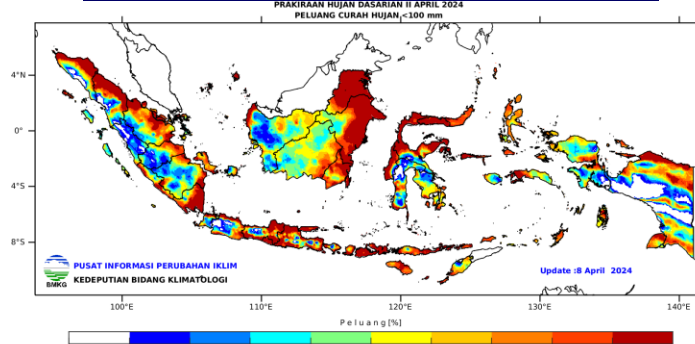 PRAKIRAAN HUJAN DASARIAN II APRIL 2024
PELUANG CURAH HUJAN <100 mm
4°N
0°
4°S
8°S
BMKG
PUSAT INFORMASI PERUBAHAN IKLIM
KEDEPUTIAN BIDANG KLIMATOLOGI
Update :8 April 2024
100°E 110°E 120°E 130°E 140°E
Peluang [%]